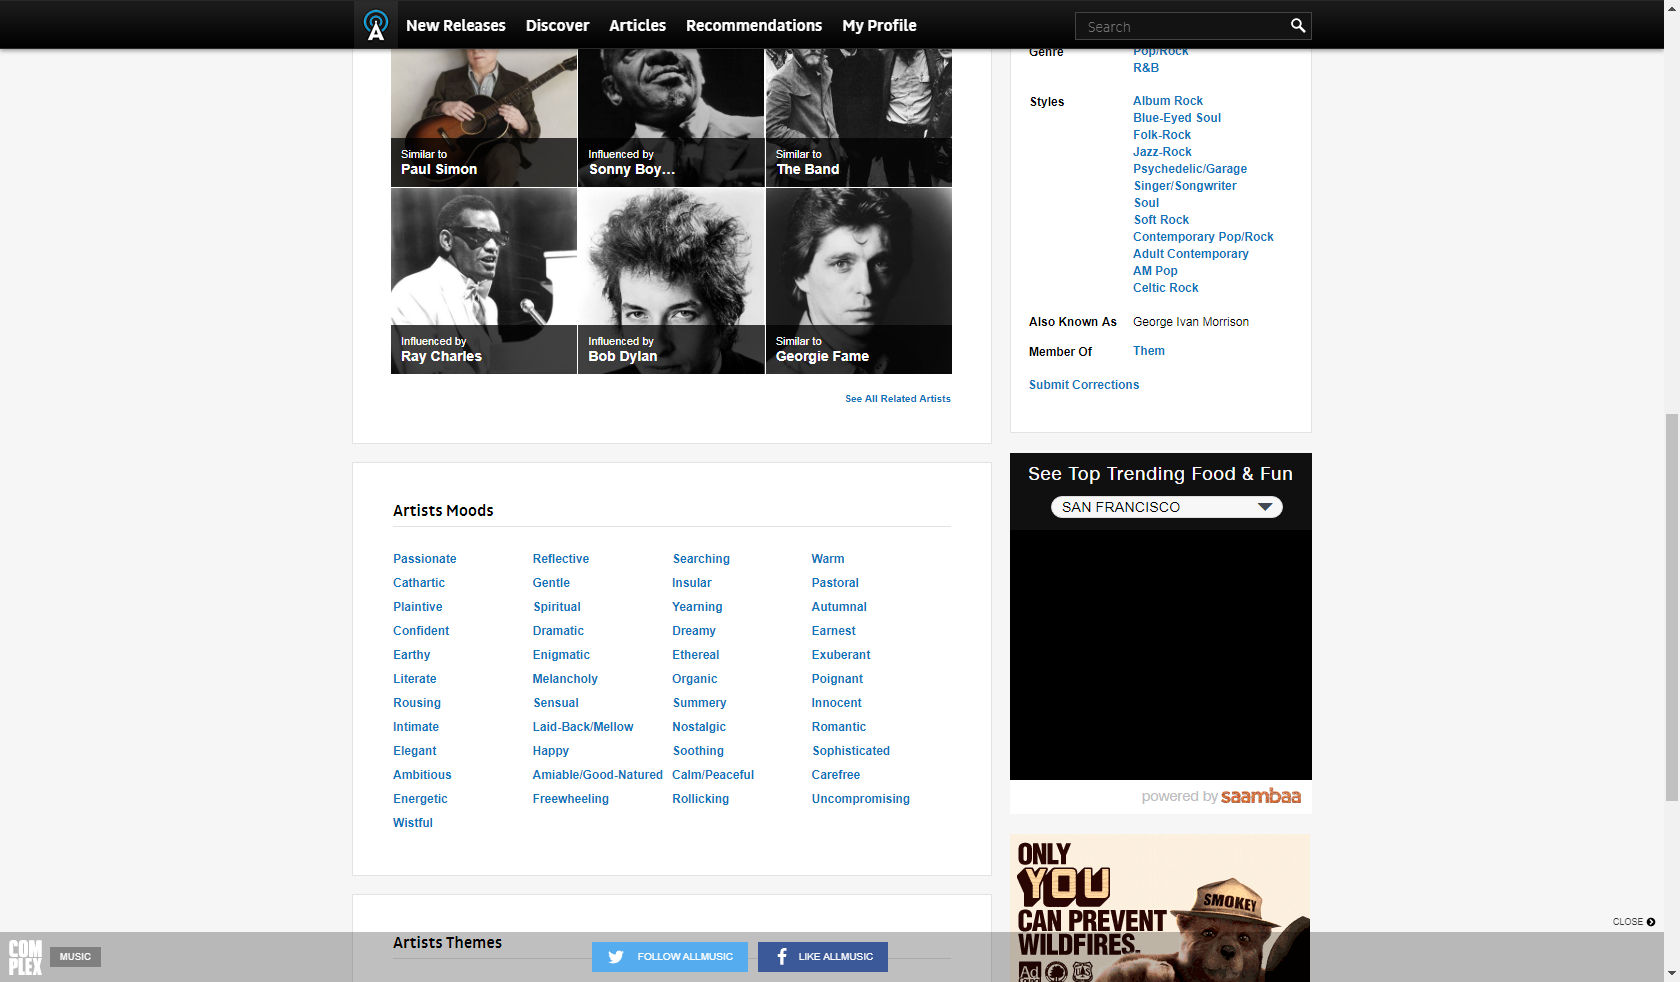 New Releases Discover Articles Recommendations My Profile Search
Similar to
Paul Simon
Influenced by
Sonny Boy...
Similar to
The Band
Influenced by
Ray Charles
Influenced by
Bob Dylan
Similar to
Georgie Fame
See All Related Artists
Genre Pop/Rock
R&B
Styles Album Rock
Blue-Eyed Soul
Folk-Rock
Jazz-Rock
Psychedelic/Garage
Singer/Songwriter
Soul
Soft Rock
Contemporary Pop/Rock
Adult Contemporary
AM Pop
Celtic Rock
Also Known As George Ivan Morrison
Member Of Them
Submit Corrections
Artists Moods
Passionate Reflective Searching Warm
Cathartic Gentle Insular Pastoral
Plaintive Spiritual Yearning Autumnal
Confident Dramatic Dreamy Earnest
Earthy Enigmatic Ethereal Exuberant
Literate Melancholy Organic Poignant
Rousing Sensual Summery Innocent
Intimate Laid-Back/Mellow Nostalgic Romantic
Elegant Happy Soothing Sophisticated
Ambitious Amiable/Good-Natured Calm/Peaceful Carefree
Energetic Freewheeling Rollicking Uncompromising
Wistful
See Top Trending Food & Fun
SAN FRANCISCO
powered by saambaa
ONLY
YOU
CAN PREVENT
WILDFIRES.
SMOKEY
Ad
US
CLOSE
Artists Themes
COM
PLEX
MUSIC
FOLLOW ALLMUSIC
LIKE ALLMUSIC